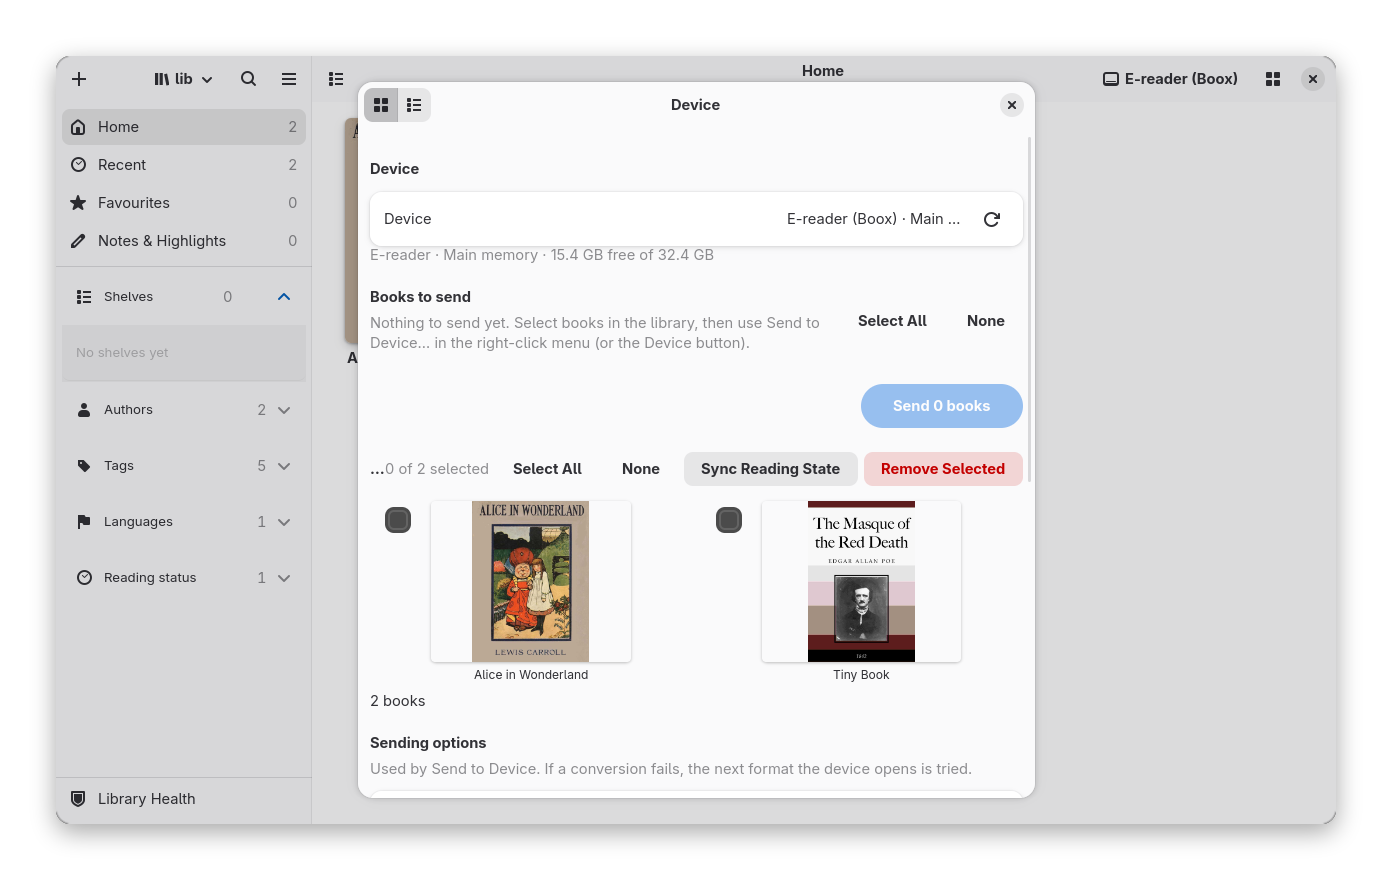 lib
Home
E-reader (Boox)
Home 2
Recent 2
Favourites 0
Notes & Highlights 0
Shelves 0
No shelves yet
Authors 2
Tags 5
Languages 1
Reading status 1
Library Health
A
Device
Device
Device E-reader (Boox) · Main ...
E-reader · Main memory · 15.4 GB free of 32.4 GB
Books to send
Nothing to send yet. Select books in the library, then use Send to
Device... in the right-click menu (or the Device button).
Select All None
Send 0 books
...0 of 2 selected Select All None Sync Reading State Remove Selected
ALICE IN WONDERLAND
LEWIS CARROLL
Alice in Wonderland
The Masque of
the Red Death
EDGAR ALLAN POE
1842
Tiny Book
2 books
Sending options
Used by Send to Device. If a conversion fails, the next format the device opens is tried.